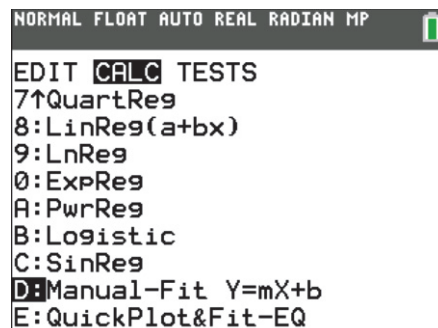 NORMAL FLOAT AUTO REAL RADIAN MP
EDIT CALC TESTS
7↑QuartReg
8:LinReg(a+bx)
9:LnReg
0:ExpReg
A:PwrReg
B:Logistic
C:SinReg
D:Manual-Fit Y=mX+b
E:QuickPlot&Fit-EQ